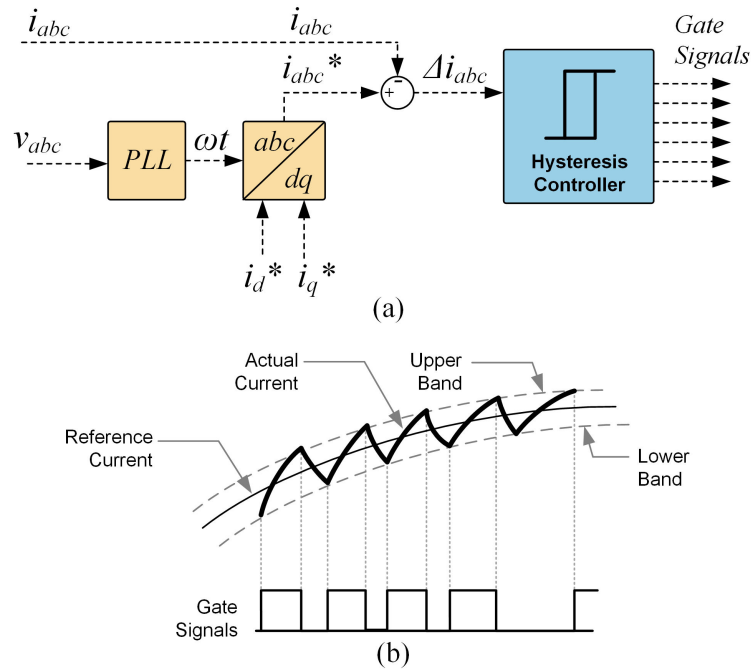 i_abc
i_abc
Gate
Signals
i_abc*
Δi_abc
+
-
v_abc
PLL
ωt
abc
dq
Hysteresis
Controller
i_d*
i_q*
(a)
Actual
Current
Upper
Band
Reference
Current
Lower
Band
Gate
Signals
(b)